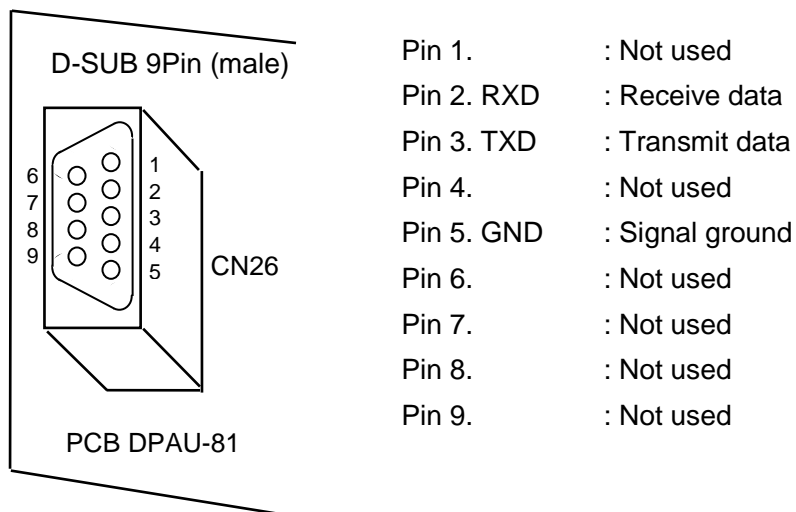 D-SUB 9Pin (male)
6
7
8
9
1
2
3
4
5
CN26
PCB DPAU-81
Pin 1. : Not used
Pin 2. RXD : Receive data
Pin 3. TXD : Transmit data
Pin 4. : Not used
Pin 5. GND : Signal ground
Pin 6. : Not used
Pin 7. : Not used
Pin 8. : Not used
Pin 9. : Not used